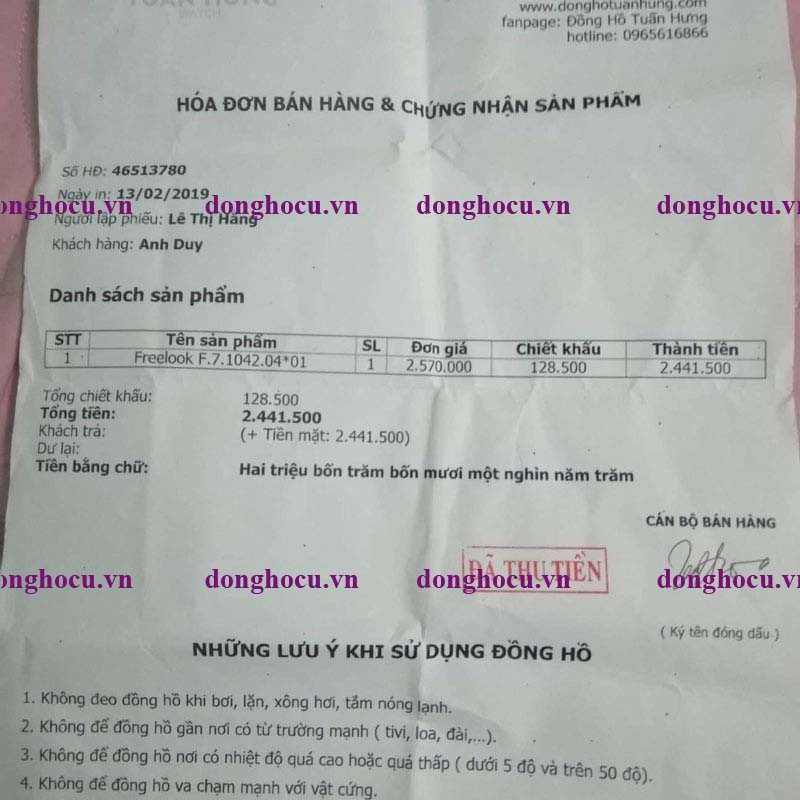 TUẤN HƯNG
WATCH
www.donghotuanhung.com
fanpage: Đồng Hồ Tuấn Hưng
hotline: 0965616866
HÓA ĐƠN BÁN HÀNG & CHỨNG NHẬN SẢN PHẨM
Số HĐ: 46513780
Ngày in: 13/02/2019
donghocu.vn donghocu.vn donghocu.vn donghocu.vn
Người lập phiếu: Lê Thị Hằng
Khách hàng: Anh Duy
Danh sách sản phẩm
STT Tên sản phẩm SL Đơn giá Chiết khấu Thành tiền
1 Freelook F.7.1042.04*01 1 2.570.000 128.500 2.441.500
Tổng chiết khấu: 128.500
Tổng tiền: 2.441.500
Khách trả: (+ Tiền mặt: 2.441.500)
Dư lại:
Tiền bằng chữ: Hai triệu bốn trăm bốn mươi một nghìn năm trăm
CÁN BỘ BÁN HÀNG
ĐÃ THU TIỀN
donghocu.vn donghocu.vn donghocu.vn donghocu.vn
( Ký tên đóng dấu )
NHỮNG LƯU Ý KHI SỬ DỤNG ĐỒNG HỒ
1. Không đeo đồng hồ khi bơi, lặn, xông hơi, tắm nóng lạnh.
2. Không để đồng hồ gần nơi có từ trường mạnh ( tivi, loa, đài,...).
3. Không để đồng hồ nơi có nhiệt độ quá cao hoặc quá thấp ( dưới 5 độ và trên 50 độ).
4. Không để đồng hồ va chạm mạnh với vật cứng.